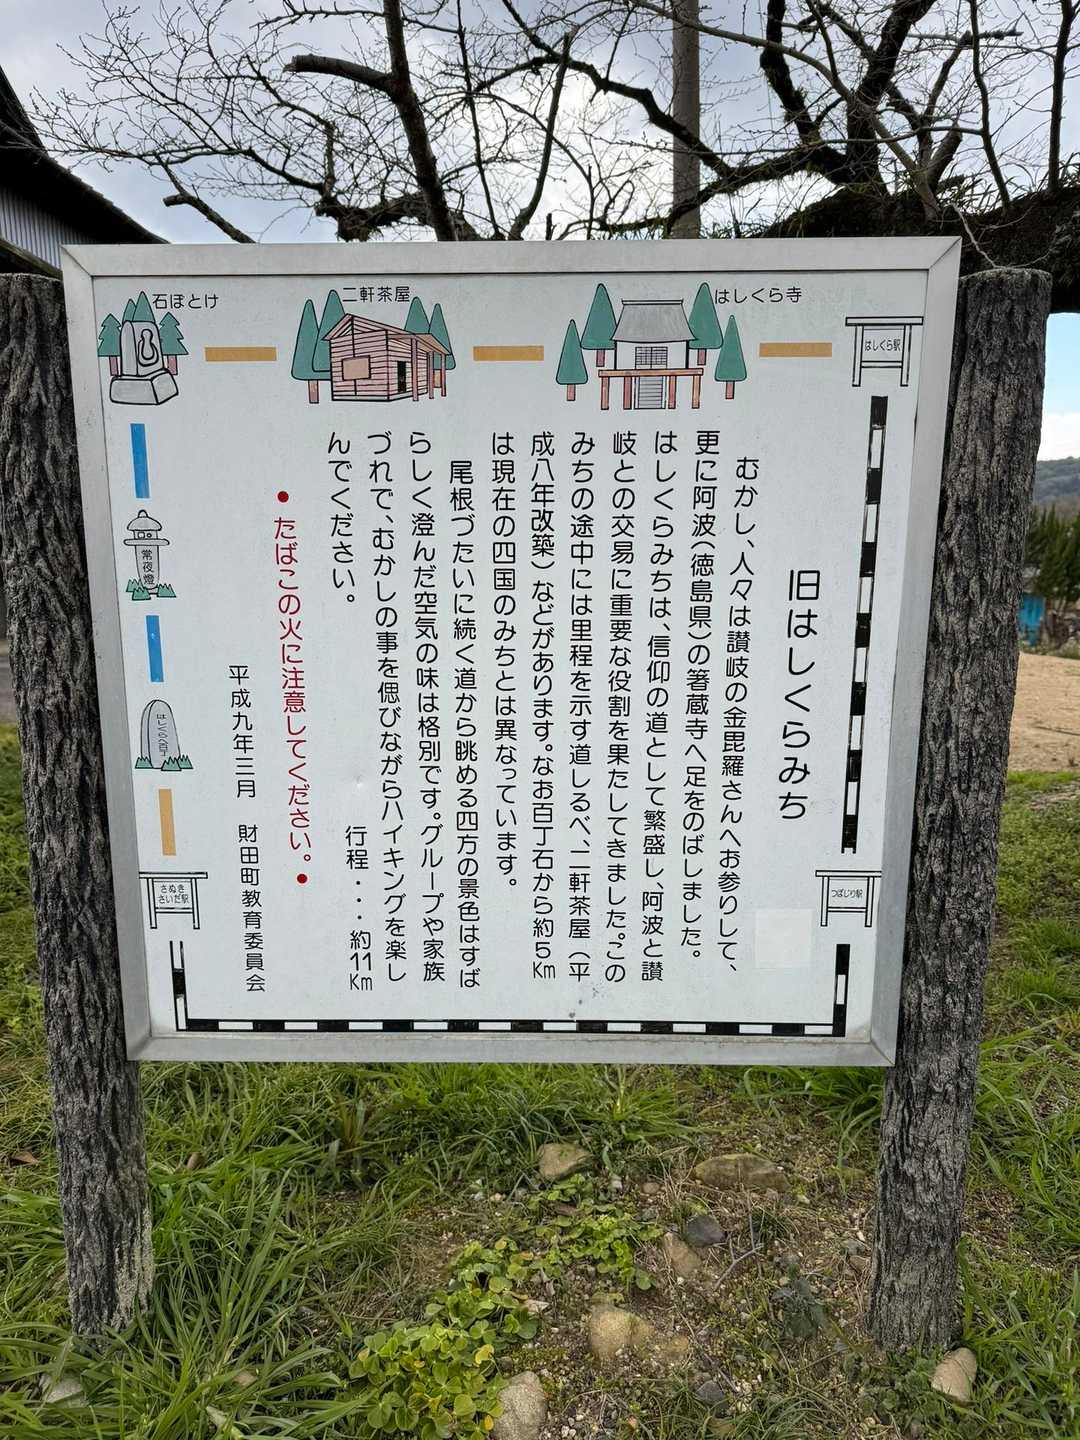 旧はしくらみち
むかし、人々は讃岐の金毘羅さんへお参りして、
更に阿波（徳島県）の箸蔵寺へ足をのばしました。
はしくらみちは、信仰の道として繁盛し、阿波と讃
岐との交易に重要な役割を果たしてきました。この
みちの途中には里程を示す道しるべ、二軒茶屋（平
成八年改築）などがあります。なお百丁石から約5Km
は現在の四国のみちとは異なっています。
尾根づたいに続く道から眺める四方の景色はすば
らしく澄んだ空気の味は格別です。グループや家族
づれで、むかしの事を偲びながらハイキングを楽し
んでください。
行程・・・約11Km
●たばこの火に注意してください。●
平成九年三月 財田町教育委員会
石ぼとけ
二軒茶屋
はしくら寺
はしくら駅
常夜燈
はしくらへ百丁
さぬき
さいだ駅
つぼじり駅